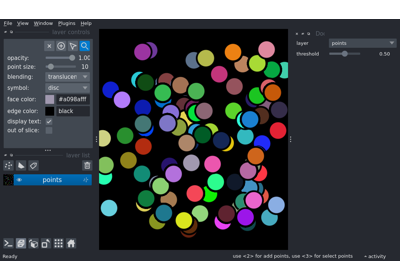 File View Window Plugins Help
layer controls
opacity: 1.00
point size: 10
blending: translucen
symbol: disc
face color: #a098afff
edge color: black
display text:
out of slice:
layer list
points
layer points
threshold 0.50
Ready
use <2> for add points, use <3> for select points
activity